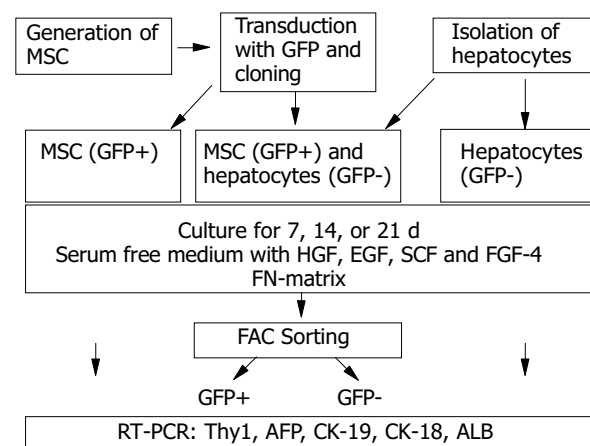 Generation of
MSC
Transduction
with GFP and
cloning
Isolation of
hepatocytes
MSC (GFP+)
MSC (GFP+) and
hepatocytes (GFP-)
Hepatocytes
(GFP-)
Culture for 7, 14, or 21 d
Serum free medium with HGF, EGF, SCF and FGF-4
FN-matrix
FAC Sorting
GFP+
GFP-
RT-PCR: Thy1, AFP, CK-19, CK-18, ALB